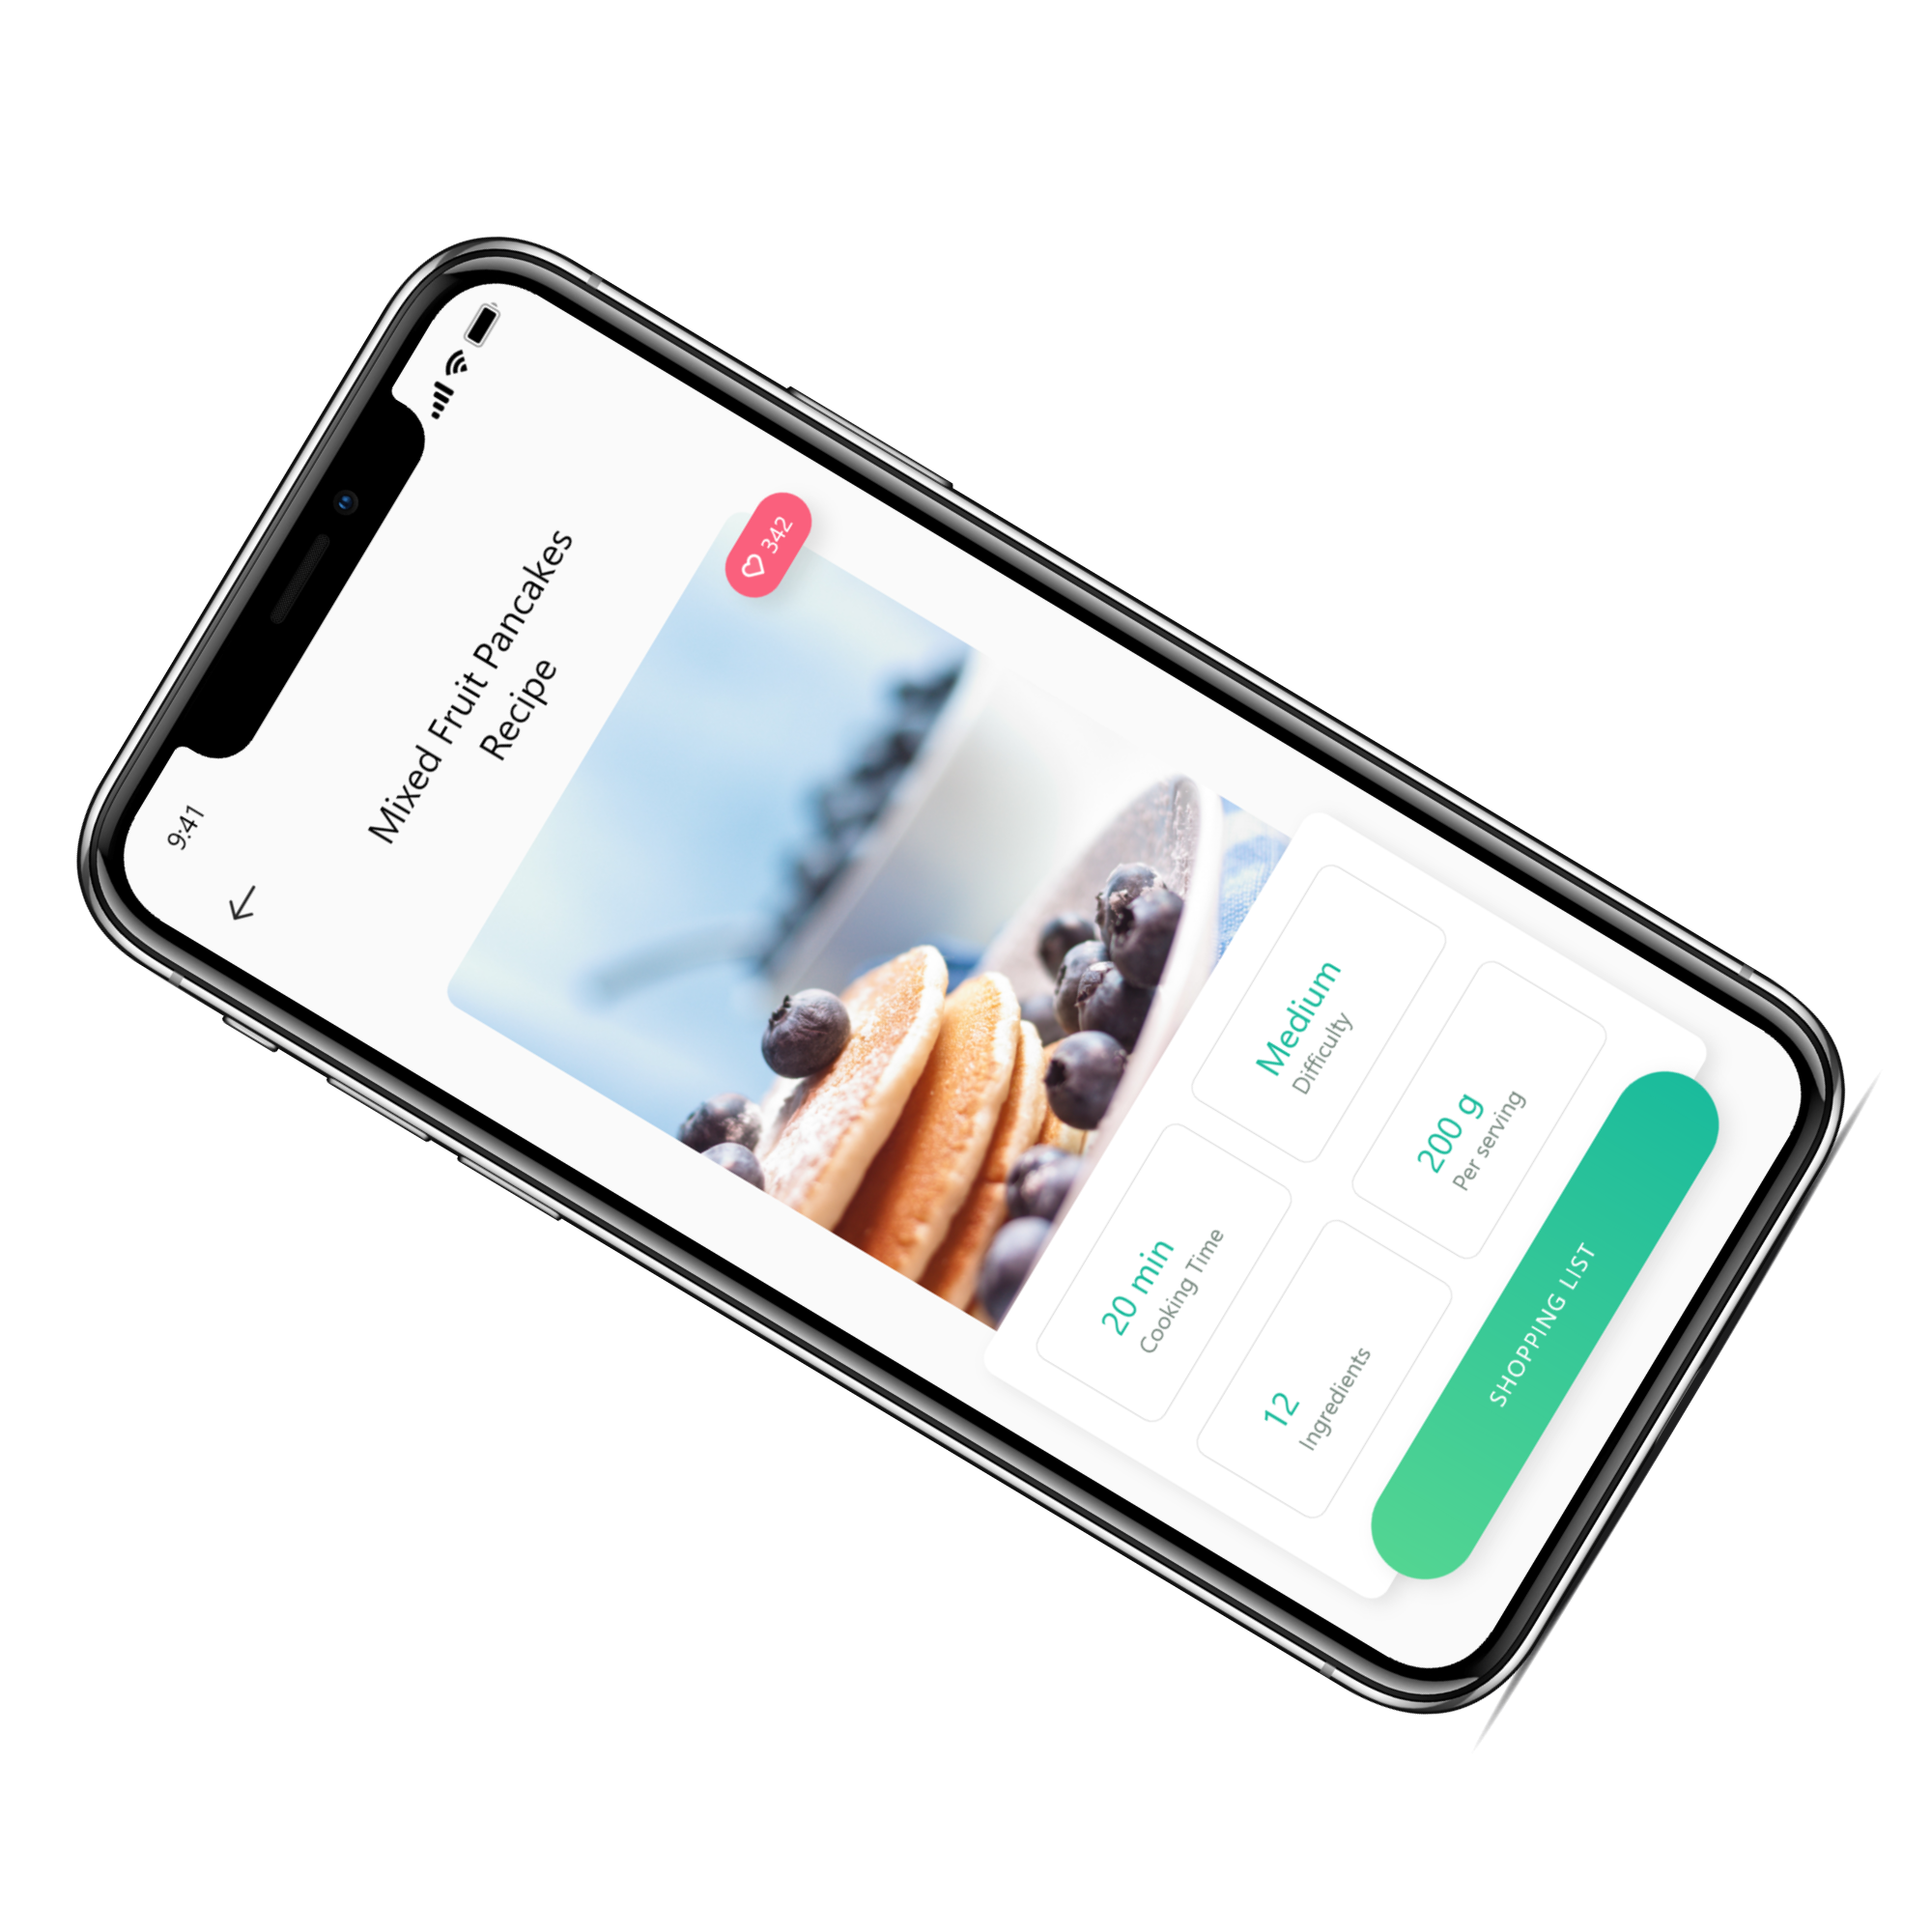 9:41
Mixed Fruit Pancakes
Recipe
342
20 min
Cooking Time
Medium
Difficulty
12
Ingredients
200 g
Per serving
SHOPPING LIST